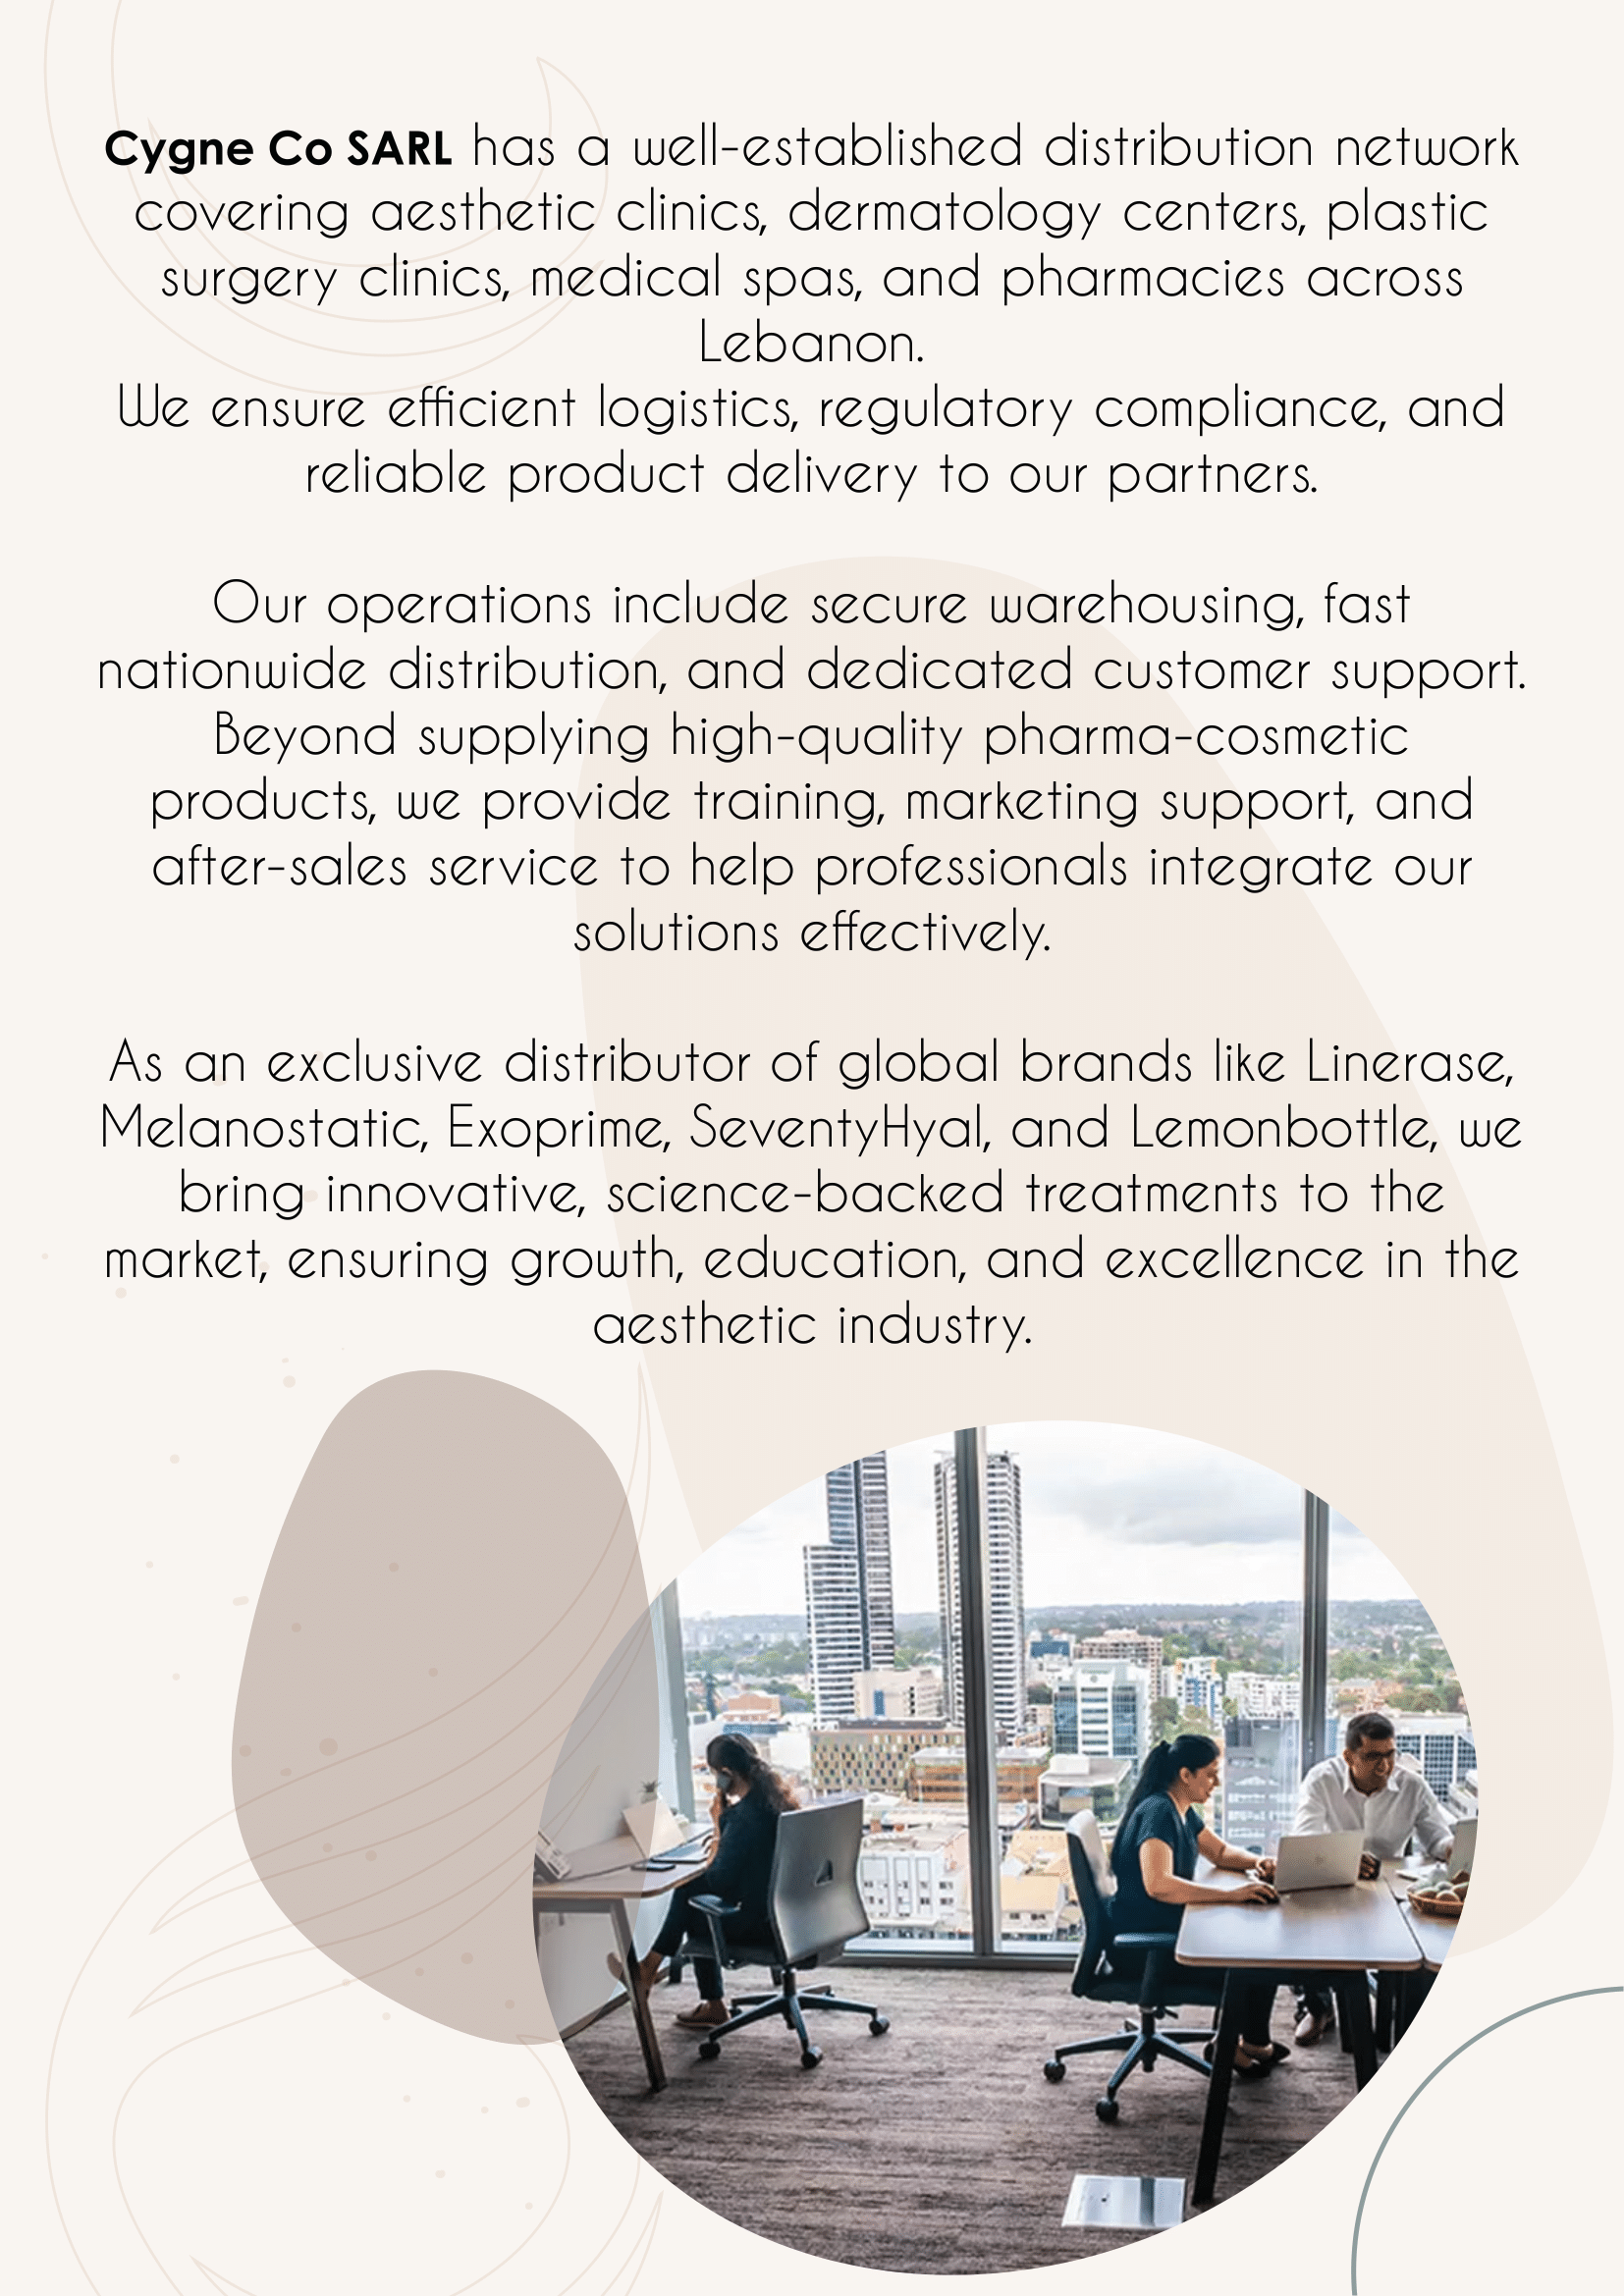 Cygne Co SARL has a well-established distribution network
covering aesthetic clinics, dermatology centers, plastic
surgery clinics, medical spas, and pharmacies across
Lebanon.
We ensure efficient logistics, regulatory compliance, and
reliable product delivery to our partners.
Our operations include secure warehousing, fast
nationwide distribution, and dedicated customer support.
Beyond supplying high-quality pharma-cosmetic
products, we provide training, marketing support, and
after-sales service to help professionals integrate our
solutions effectively.
As an exclusive distributor of global brands like Linerase,
Melanostatic, Exoprime, SeventyHyal, and Lemonbottle, we
bring innovative, science-backed treatments to the
market, ensuring growth, education, and excellence in the
aesthetic industry.